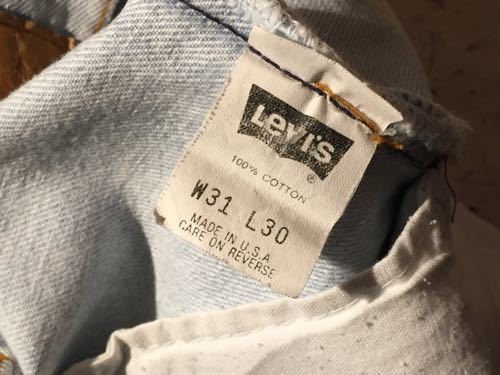 Levi's
®
100% COTTON
W31 L30
MADE IN U.S.A
CARE ON REVERSE